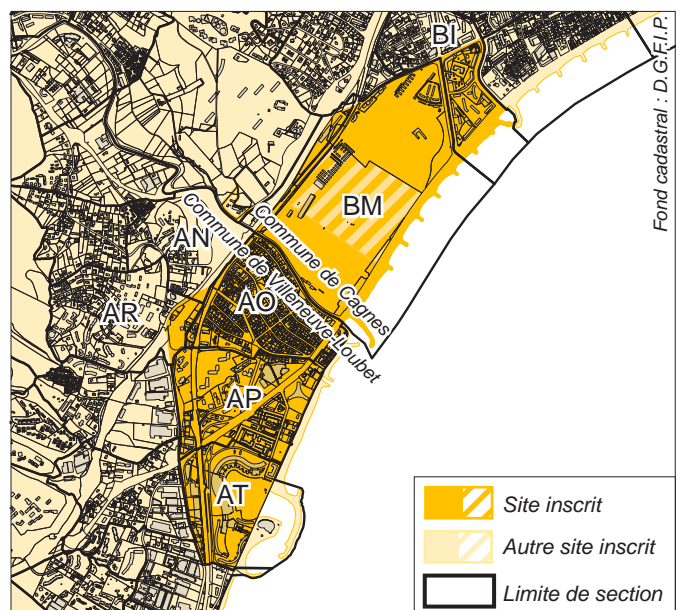 BI
Fond cadastral : D.G.F.I.P.
BM
AN
Commune de Cagnes
Commune de Villeneuve-Loubet
AO
AR
AP
AT
Site inscrit
Autre site inscrit
Limite de section